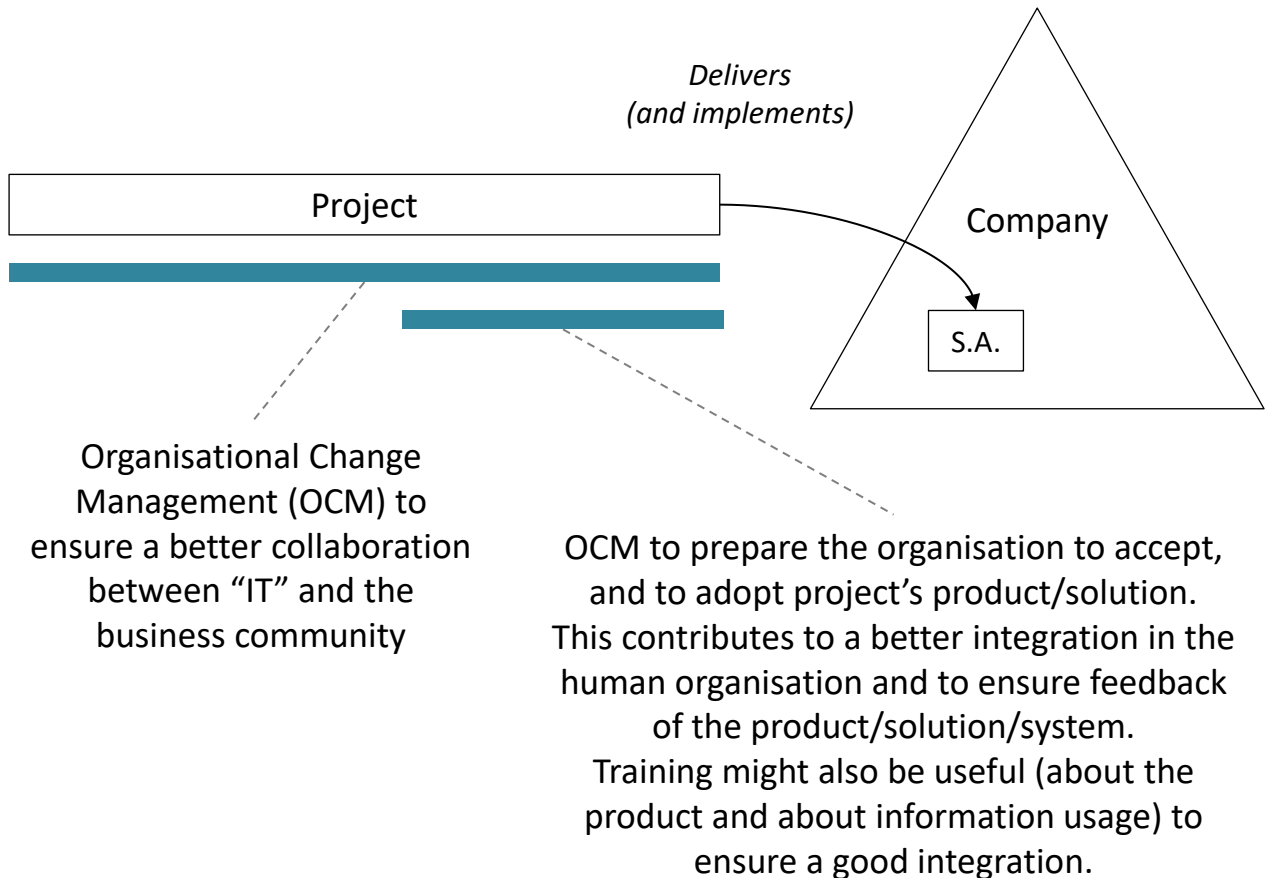 Delivers
(and implements)
Project
Company
S.A.
Organisational Change
Management (OCM) to
ensure a better collaboration
between “IT” and the
business community
OCM to prepare the organisation to accept,
and to adopt project’s product/solution.
This contributes to a better integration in the
human organisation and to ensure feedback
of the product/solution/system.
Training might also be useful (about the
product and about information usage) to
ensure a good integration.